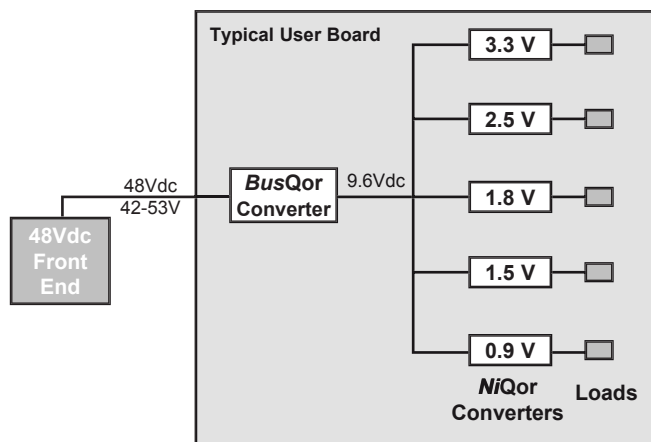 Typical User Board
3.3 V
2.5 V
48Vdc
42-53V
BusQor
Converter
9.6Vdc
1.8 V
48Vdc
Front
End
1.5 V
0.9 V
NiQor
Converters
Loads